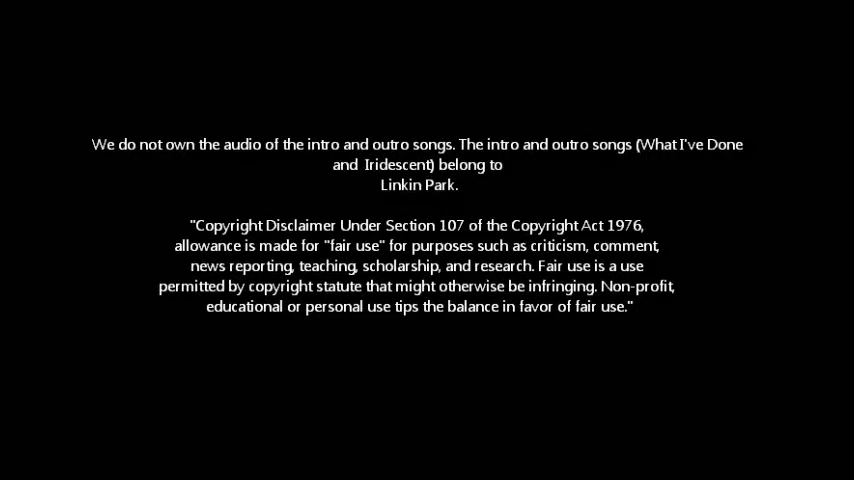 We do not own the audio of the intro and outro songs. The intro and outro songs (What I've Done
and  Iridescent) belong to
Linkin Park.
"Copyright Disclaimer Under Section 107 of the Copyright Act 1976,
allowance is made for "fair use" for purposes such as criticism, comment,
news reporting, teaching, scholarship, and research. Fair use is a use
permitted by copyright statute that might otherwise be infringing. Non-profit,
educational or personal use tips the balance in favor of fair use."